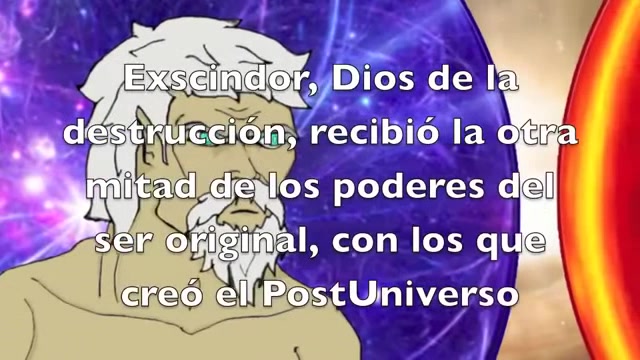 Exscindor, Dios de la
destrucción, recibió la otra
mitad de los poderes del
ser original, con los que
creó el PostUniverso